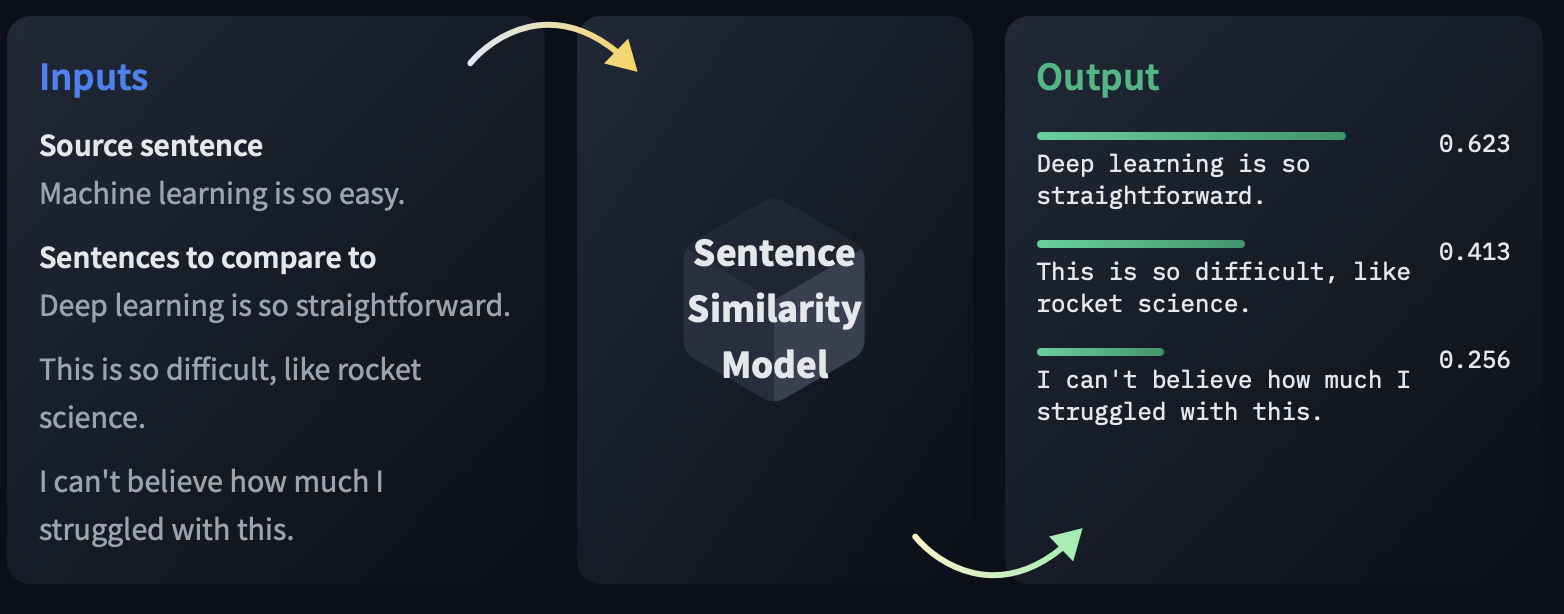 Inputs
Source sentence
Machine learning is so easy.
Sentences to compare to
Deep learning is so straightforward.
This is so difficult, like rocket
science.
I can't believe how much I
struggled with this.
Sentence
Similarity
Model
Output
Deep learning is so
straightforward.
0.623
This is so difficult, like
rocket science.
0.413
I can't believe how much I
struggled with this.
0.256